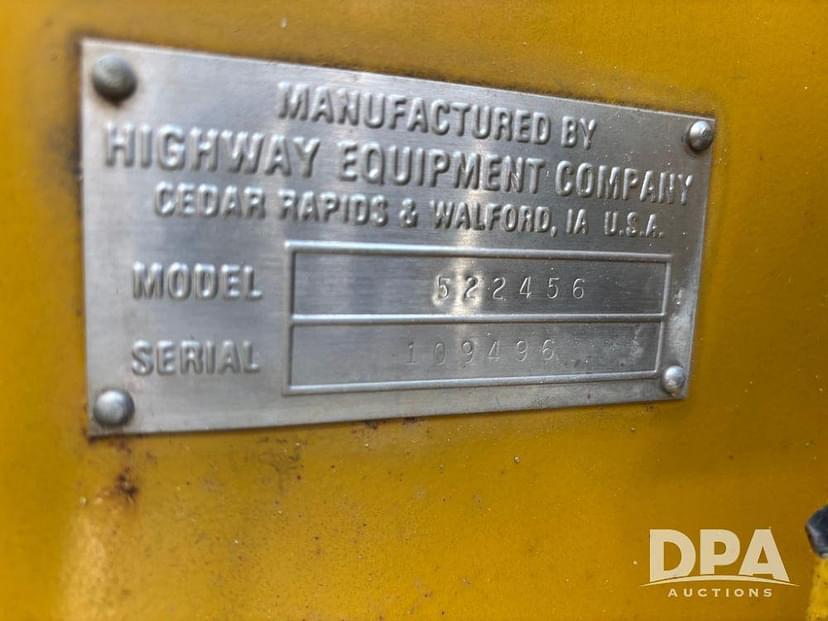 MANUFACTURED BY
HIGHWAY EQUIPMENT COMPANY
CEDAR RAPIDS & WALFORD, IA U.S.A.
MODEL 522456
SERIAL 109496
DPA
AUCTIONS